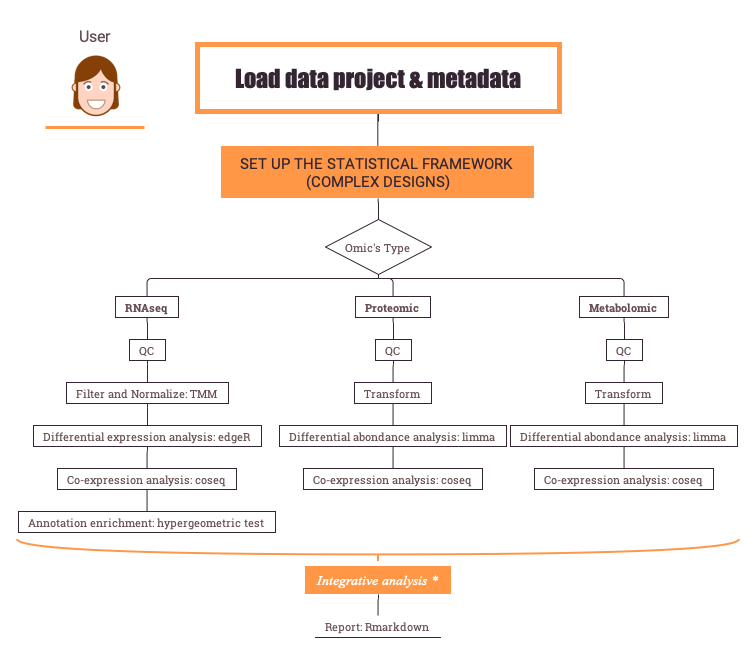 User
Load data project & metadata
SET UP THE STATISTICAL FRAMEWORK
(COMPLEX DESIGNS)
Omic's Type
RNAseq
Proteomic
Metabolomic
QC
QC
QC
Filter and Normalize: TMM
Transform
Transform
Differential expression analysis: edgeR
Differential abondance analysis: limma
Differential abondance analysis: limma
Co-expression analysis: coseq
Co-expression analysis: coseq
Co-expression analysis: coseq
Annotation enrichment: hypergeometric test
Integrative analysis *
Report: Rmarkdown